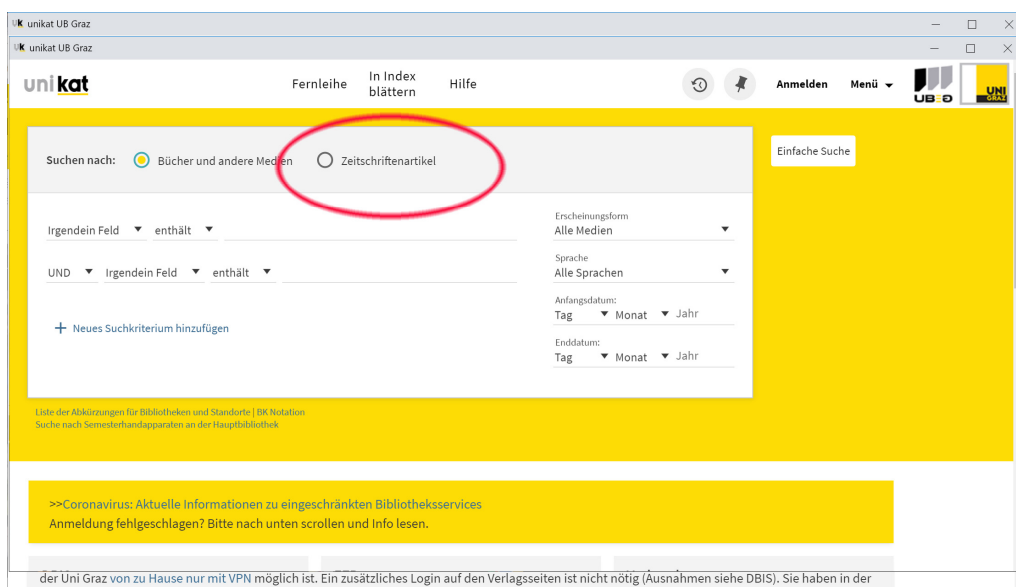 UK unikat UB Graz
UK unikat UB Graz
unikat Fernleihe In Index blättern Hilfe Anmelden Menü UB=G UNI GRAZ
Suchen nach: Bücher und andere Medien Zeitschriftenartikel Einfache Suche
Irgendein Feld enthält
UND Irgendein Feld enthält
+ Neues Suchkriterium hinzufügen
Erscheinungsform
Alle Medien
Sprache
Alle Sprachen
Anfangsdatum:
Tag Monat Jahr
Enddatum:
Tag Monat Jahr
Liste der Abkürzungen für Bibliotheken und Standorte | BK Notation
Suche nach Semesterhandapparaten an der Hauptbibliothek
>>Coronavirus: Aktuelle Informationen zu eingeschränkten Bibliotheksservices
Anmeldung fehlgeschlagen? Bitte nach unten scrollen und Info lesen.
der Uni Graz von zu Hause nur mit VPN möglich ist. Ein zusätzliches Login auf den Verlagsseiten ist nicht nötig (Ausnahmen siehe DBIS). Sie haben in der